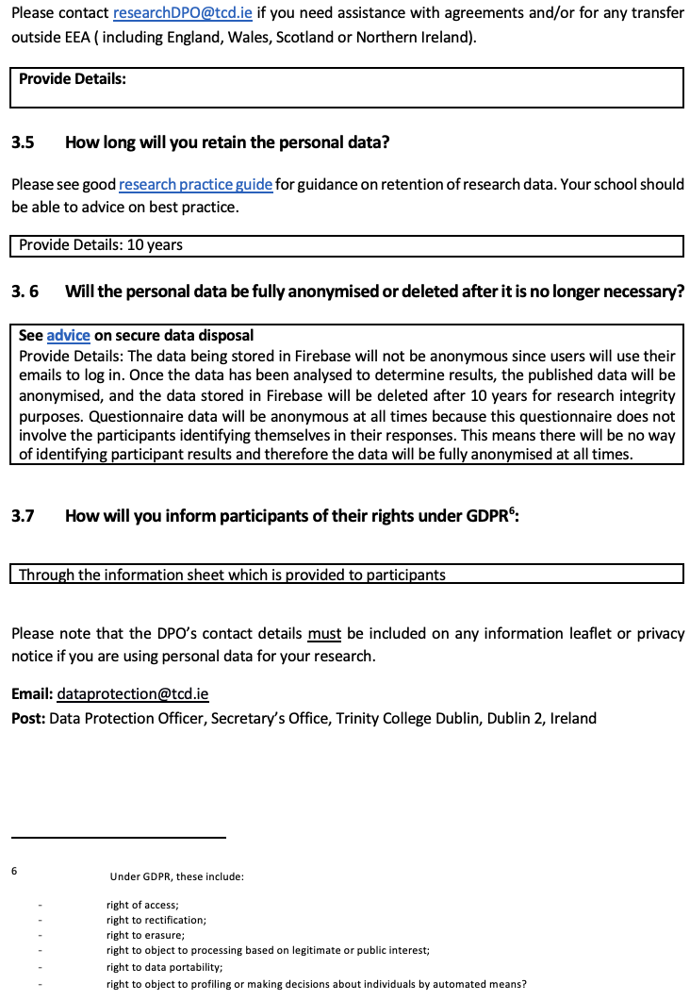 Please contact researchDPO@tcd.ie if you need assistance with agreements and/or for any transfer
outside EEA ( including England, Wales, Scotland or Northern Ireland).
Provide Details:
3.5 How long will you retain the personal data?
Please see good research practice guide for guidance on retention of research data. Your school should
be able to advice on best practice.
Provide Details: 10 years
3. 6 Will the personal data be fully anonymised or deleted after it is no longer necessary?
See advice on secure data disposal
Provide Details: The data being stored in Firebase will not be anonymous since users will use their
emails to log in. Once the data has been analysed to determine results, the published data will be
anonymised, and the data stored in Firebase will be deleted after 10 years for research integrity
purposes. Questionnaire data will be anonymous at all times because this questionnaire does not
involve the participants identifying themselves in their responses. This means there will be no way
of identifying participant results and therefore the data will be fully anonymised at all times.
3.7 How will you inform participants of their rights under GDPR⁶:
Through the information sheet which is provided to participants
Please note that the DPO’s contact details must be included on any information leaflet or privacy
notice if you are using personal data for your research.
Email: dataprotection@tcd.ie
Post: Data Protection Officer, Secretary’s Office, Trinity College Dublin, Dublin 2, Ireland
6 Under GDPR, these include:
- right of access;
- right to rectification;
- right to erasure;
- right to object to processing based on legitimate or public interest;
- right to data portability;
- right to object to profiling or making decisions about individuals by automated means?